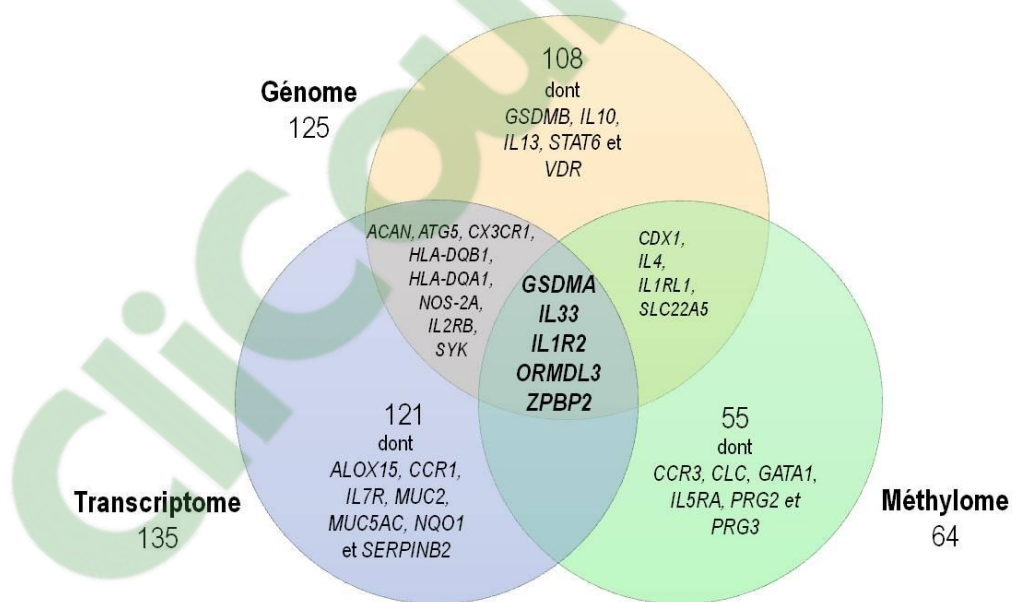 108
dont
GSDMB, IL10,
IL13, STAT6 et
VDR
Génome
125
ACAN, ATG5, CX3CR1,
HLA-DQB1,
HLA-DQA1,
NOS-2A,
IL2RB,
SYK
CDX1,
IL4,
IL1RL1,
SLC22A5
GSDMA
IL33
IL1R2
ORMDL3
ZPBP2
121
dont
ALOX15, CCR1,
IL7R, MUC2,
MUC5AC, NQO1
et SERPINB2
55
dont
CCR3, CLC, GATA1,
IL5RA, PRG2 et
PRG3
Transcriptome
135
Méthylome
64